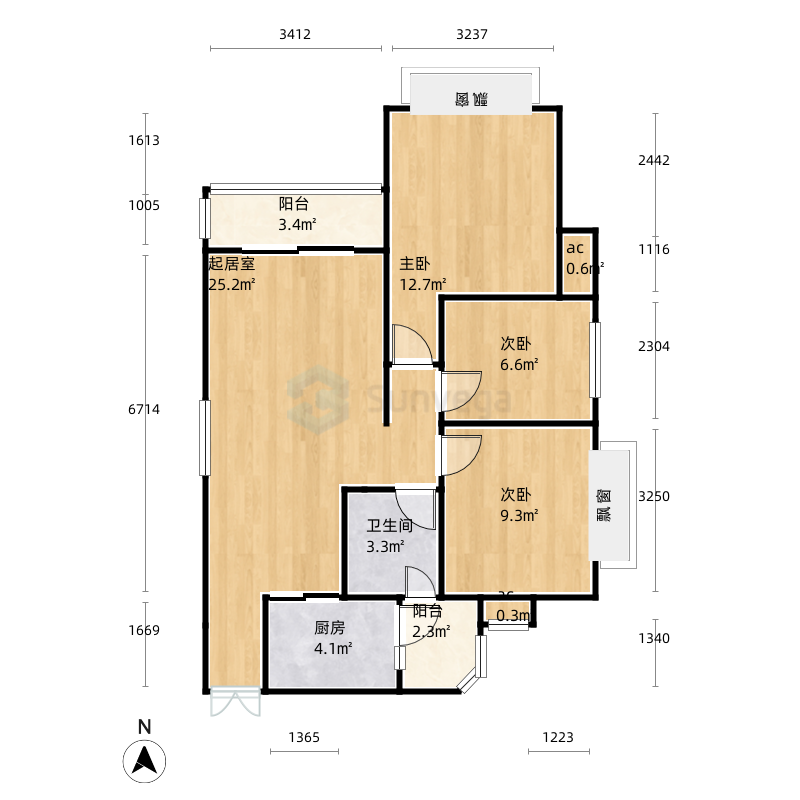 3412
3237
飘窗
1613
2442
1005
阳台
3.4㎡
ac
0.6㎡
1116
起居室
25.2㎡
主卧
12.7㎡
次卧
6.6㎡
2304
Sunvega
6714
次卧
9.3㎡
飘窗
3250
卫生间
3.3㎡
ac
0.3㎡
阳台
2.3㎡
厨房
4.1㎡
1669
1340
N
1365
1223